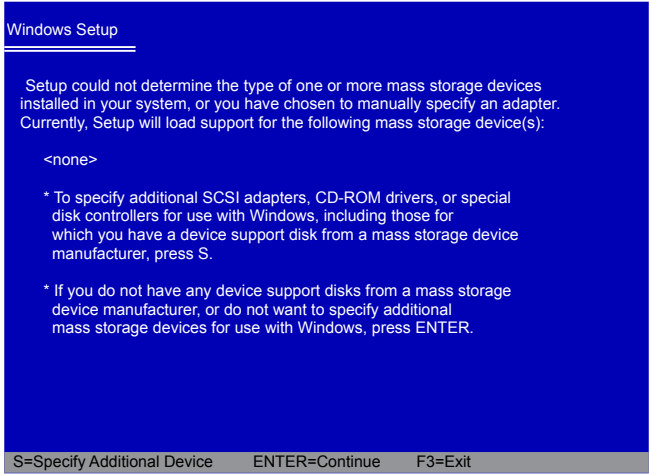 Windows Setup
Setup could not determine the type of one or more mass storage devices
installed in your system, or you have chosen to manually specify an adapter.
Currently, Setup will load support for the following mass storage device(s):
<none>
* To specify additional SCSI adapters, CD-ROM drivers, or special
disk controllers for use with Windows, including those for
which you have a device support disk from a mass storage device
manufacturer, press S.
* If you do not have any device support disks from a mass storage
device manufacturer, or do not want to specify additional
mass storage devices for use with Windows, press ENTER.
S=Specify Additional Device ENTER=Continue F3=Exit